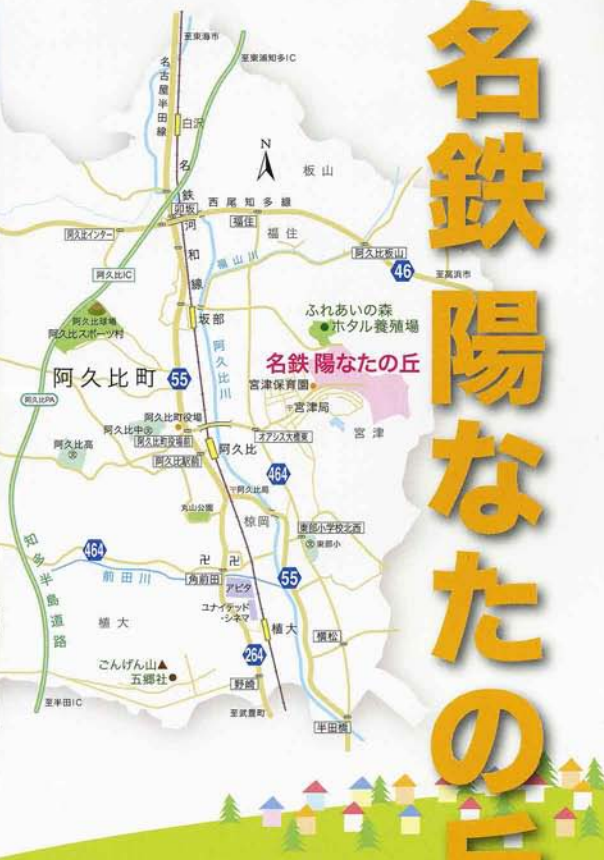 至東海市
至東浦知多IC
名古屋半田線
白沢
N
板山
名鉄河和線
西尾知多線
卯坂
福住
福住
阿久比インター
福山川
阿久比板山
46
至高浜市
阿久比IC
阿久比球場
阿久比スポーツ村
坂部
ふれあいの森
ホタル養殖場
阿久比川
名鉄 陽なたの丘
阿久比町
55
宮津保育園
阿久比PA
〒宮津局
阿久比町役場
宮津
阿久比中
阿久比町役場前
オアシス大橋東
阿久比高
阿久比
阿久比駅前
464
〒阿久比局
丸山公園
椋岡
東部小学校北西
東部小
知多半島道路
464
卍
卍
前田川
角前田
55
アピタ
ユナイテッド
・シネマ
植大
植大
横松
264
ごんげん山
五郷社
野崎
至半田IC
至武豊町
半田橋
名鉄 陽なたの丘